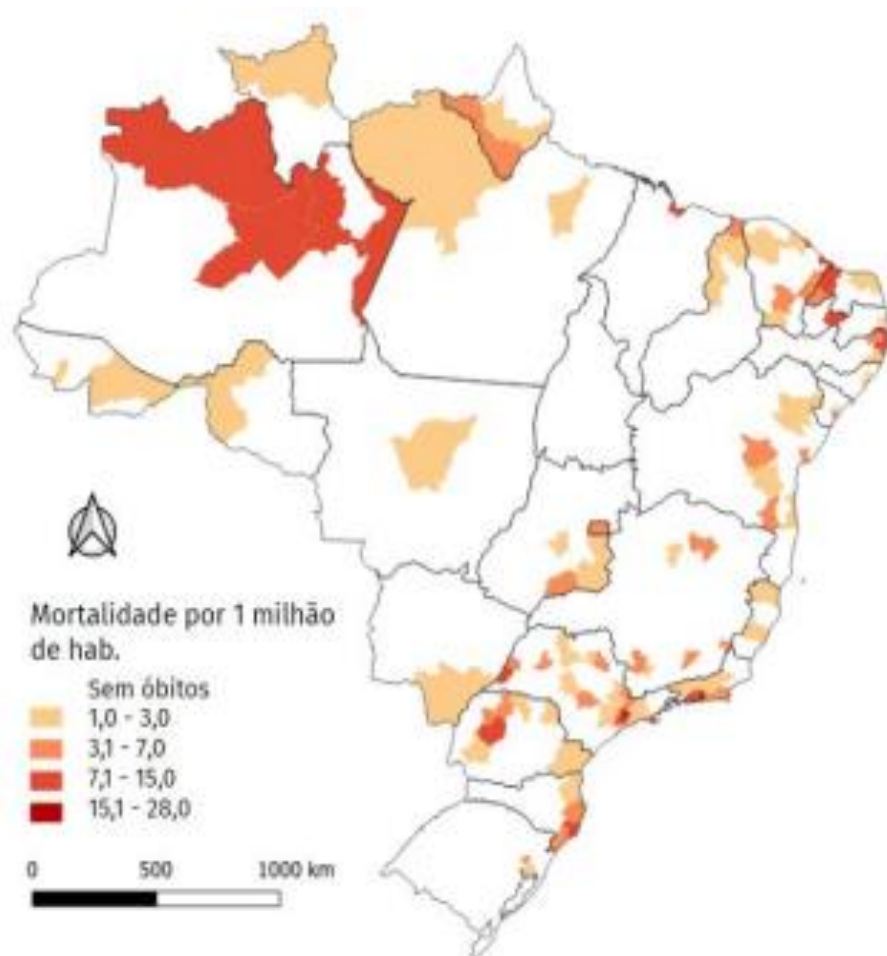 Mortalidade por 1 milhão
de hab.
Sem óbitos
1,0 - 3,0
3,1 - 7,0
7,1 - 15,0
15,1 - 28,0
0 500 1000 km